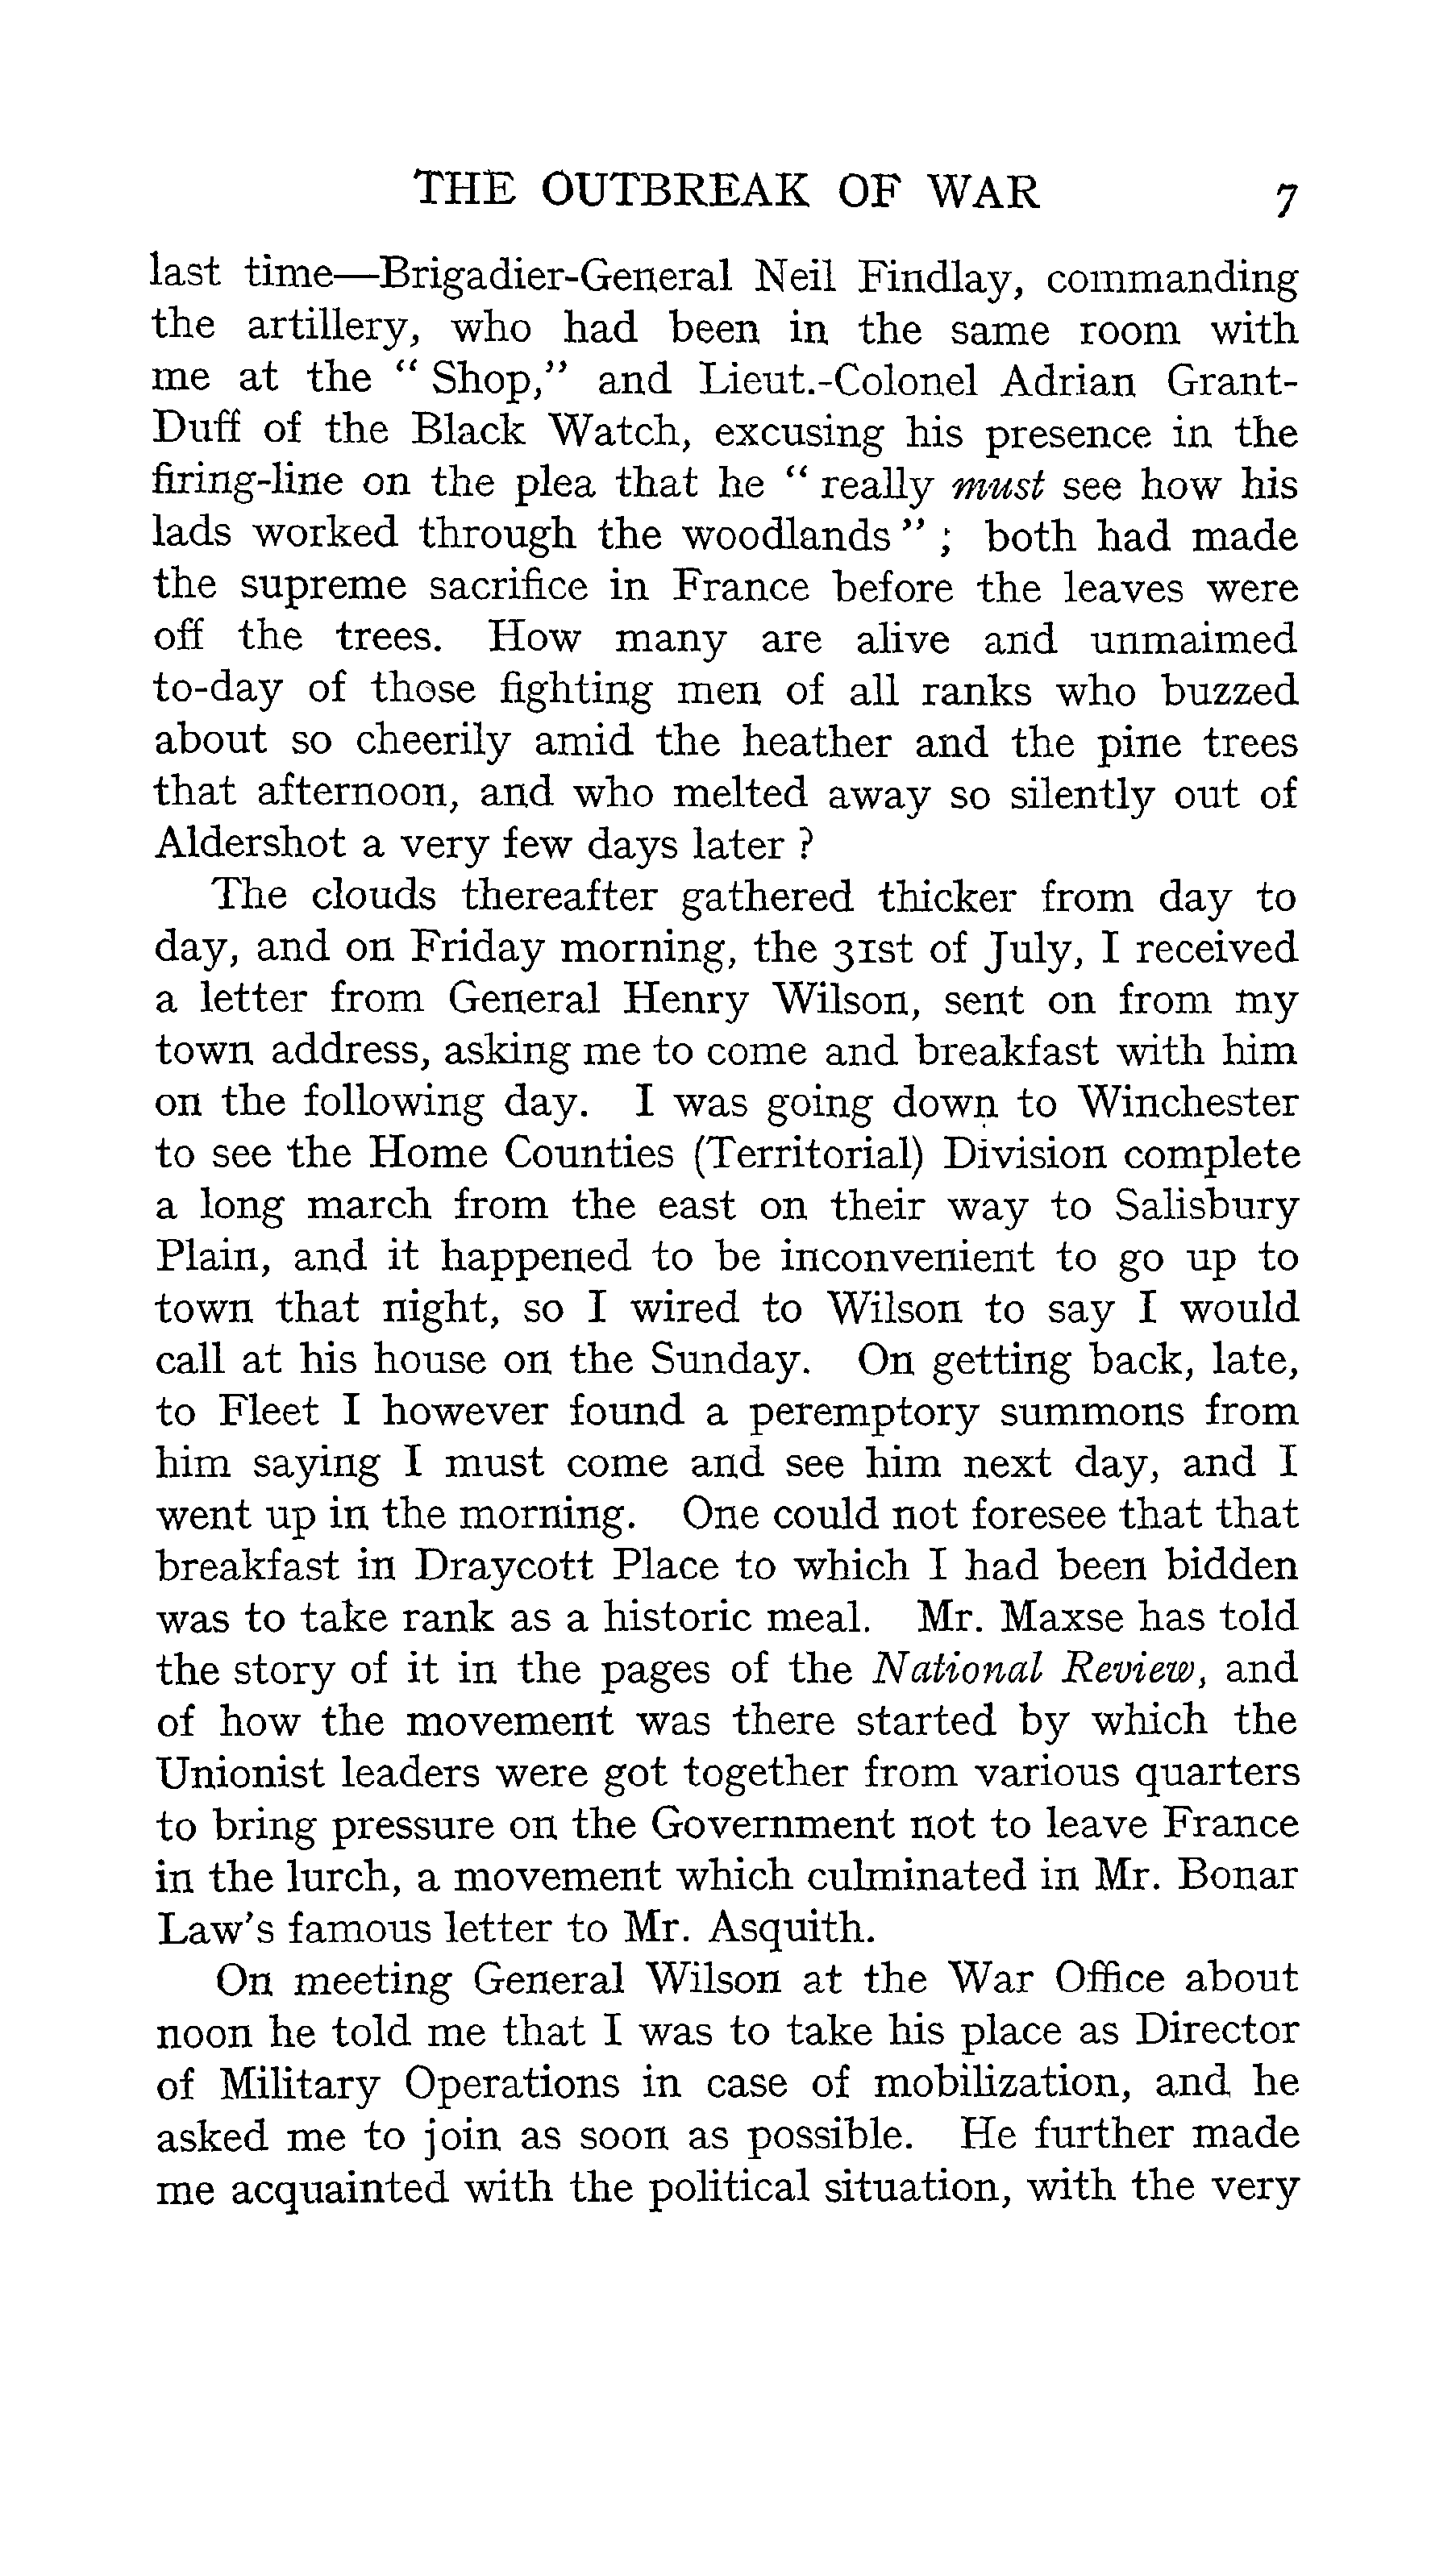 THE OUTBREAK OF WAR 7
last time—Brigadier-General Neil Findlay, commanding
the artillery, who had been in the same room with
me at the “ Shop,” and Lieut.-Colonel Adrian Grant-
Duff of the Black Watch, excusing his presence in the
firing-line on the plea that he “ really must see how his
lads worked through the woodlands ” ; both had made
the supreme sacrifice in France before the leaves were
off the trees. How many are alive and unmaimed
to-day of those fighting men of all ranks who buzzed
about so cheerily amid the heather and the pine trees
that afternoon, and who melted away so silently out of
Aldershot a very few days later ?
The clouds thereafter gathered thicker from day to
day, and on Friday morning, the 31st of July, I received
a letter from General Henry Wilson, sent on from my
town address, asking me to come and breakfast with him
on the following day. I was going down to Winchester
to see the Home Counties (Territorial) Division complete
a long march from the east on their way to Salisbury
Plain, and it happened to be inconvenient to go up to
town that night, so I wired to Wilson to say I would
call at his house on the Sunday. On getting back, late,
to Fleet I however found a peremptory summons from
him saying I must come and see him next day, and I
went up in the morning. One could not foresee that that
breakfast in Draycott Place to which I had been bidden
was to take rank as a historic meal. Mr. Maxse has told
the story of it in the pages of the National Review, and
of how the movement was there started by which the
Unionist leaders were got together from various quarters
to bring pressure on the Government not to leave France
in the lurch, a movement which culminated in Mr. Bonar
Law's famous letter to Mr. Asquith.
On meeting General Wilson at the War Office about
noon he told me that I was to take his place as Director
of Military Operations in case of mobilization, and he
asked me to join as soon as possible. He further made
me acquainted with the political situation, with the very